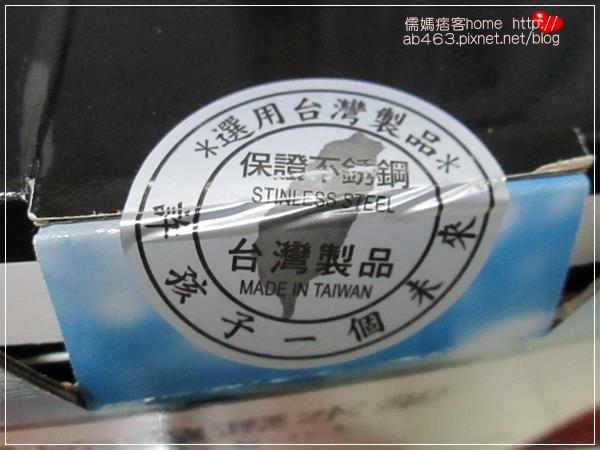 儒媽痞客home http://
ab463.pixnet.net/blog
*選用台灣製品*
保證不銹鋼
STINLESS STEEL
台灣製品
MADE IN TAIWAN
孩子一個未來